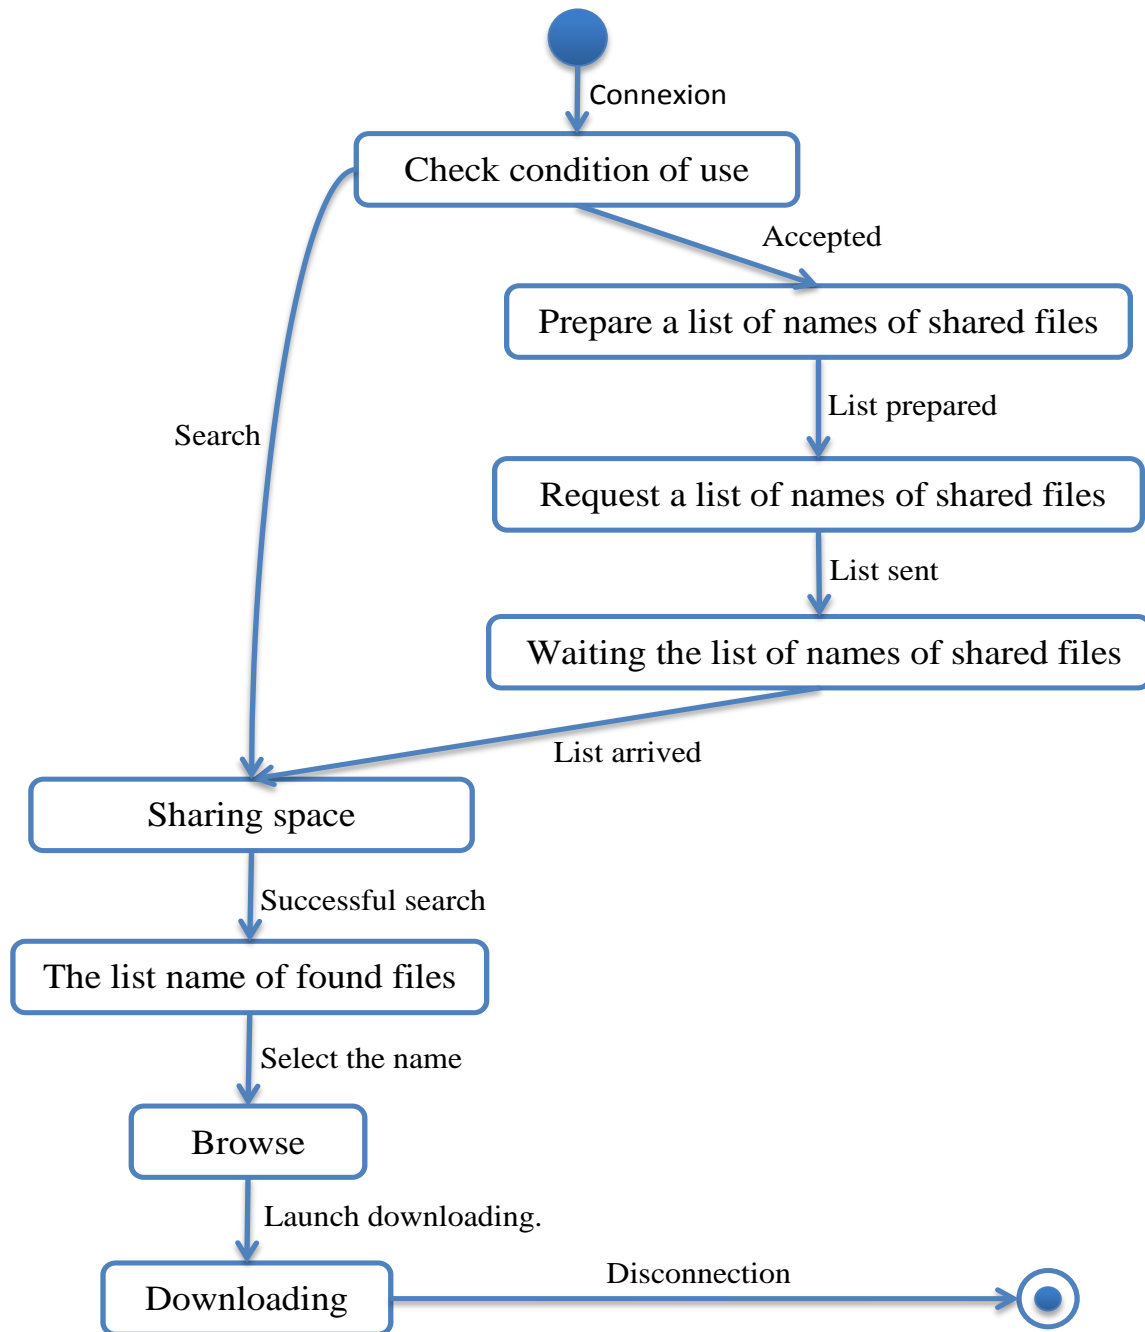 Connexion
Check condition of use
Accepted
Prepare a list of names of shared files
List prepared
Search
Request a list of names of shared files
List sent
Waiting the list of names of shared files
List arrived
Sharing space
Successful search
The list name of found files
Select the name
Browse
Launch downloading.
Disconnection
Downloading